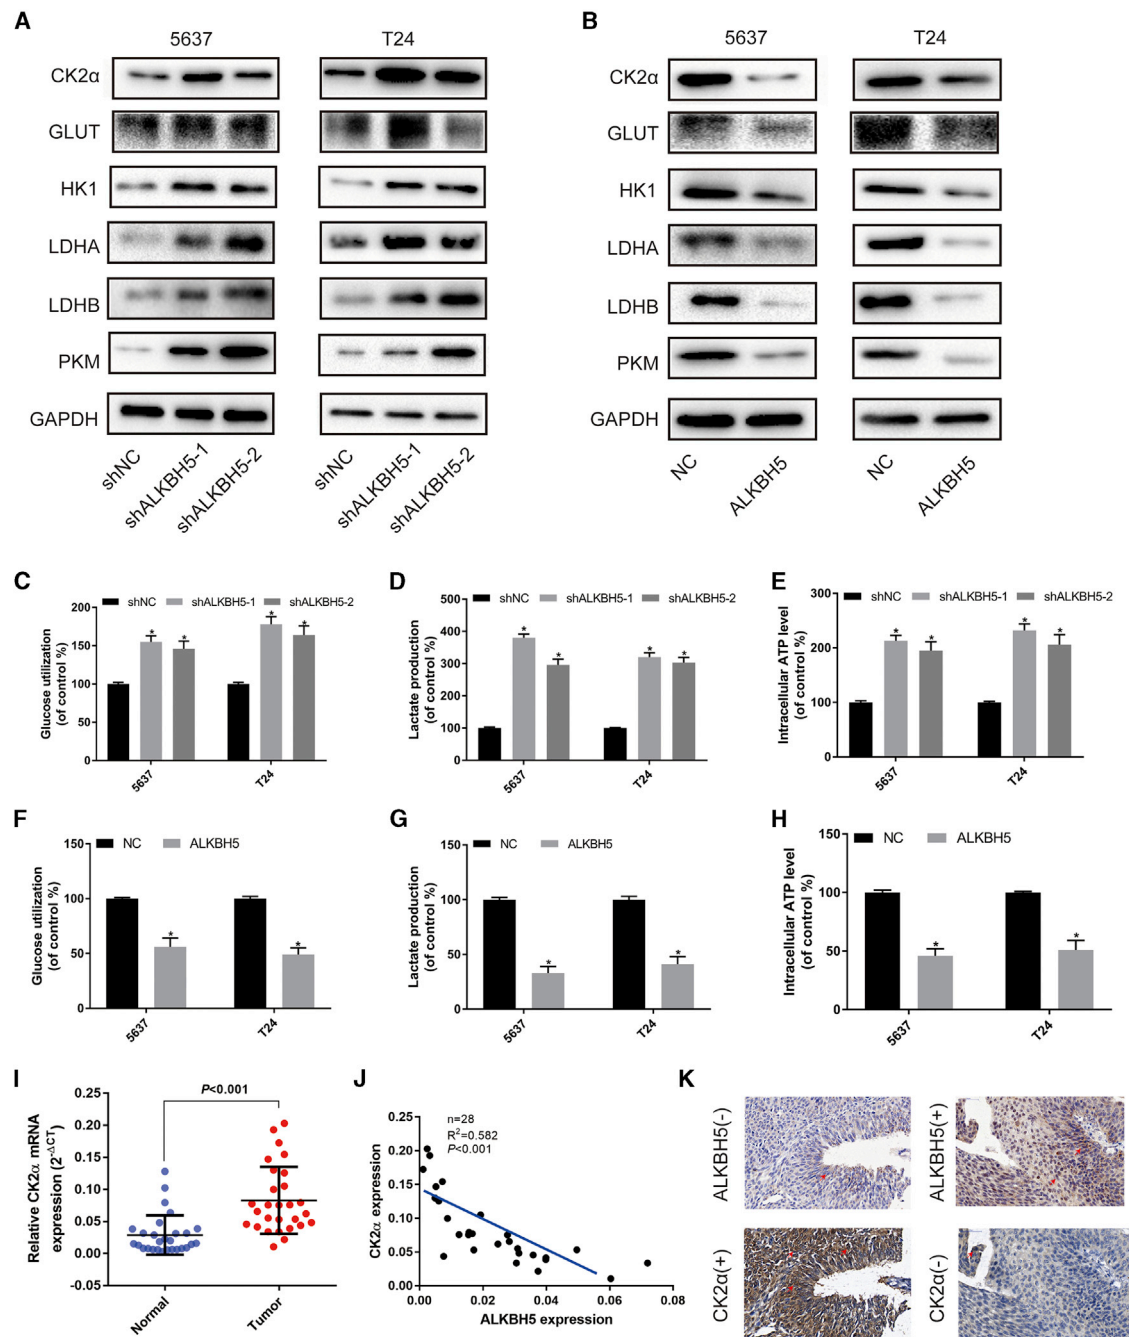 A
5637
T24
CK2α
GLUT
HK1
LDHA
LDHB
PKM
GAPDH
shNC
shALKBH5-1
shALKBH5-2
shNC
shALKBH5-1
shALKBH5-2
B
5637
T24
CK2α
GLUT
HK1
LDHA
LDHB
PKM
GAPDH
NC
ALKBH5
NC
ALKBH5
C
shNC shALKBH5-1 shALKBH5-2
Glucose utilization
(of control %)
200
150
100
50
0
* * * *
5637
T24
D
shNC shALKBH5-1 shALKBH5-2
Lactate production
(of control %)
500
400
300
200
100
0
* * * *
5637
T24
E
shNC shALKBH5-1 shALKBH5-2
Intracellular ATP level
(of control %)
300
200
100
0
* * * *
5637
T24
F
NC ALKBH5
Glucose utilization
(of control %)
150
100
50
0
* *
5637
T24
G
NC ALKBH5
Lactate production
(of control %)
150
100
50
0
* *
5637
T24
H
NC ALKBH5
Intracellular ATP level
(of control %)
150
100
50
0
* *
5637
T24
I
P<0.001
Relative CK2α mRNA
expression (2-ΔCT)
0.25
0.20
0.15
0.10
0.05
0.00
-0.05
Normal
Tumor
J
n=28
R²=0.582
P<0.001
CK2α expression
0.25
0.20
0.15
0.10
0.05
0.00
0.00 0.02 0.04 0.06 0.08
ALKBH5 expression
K
ALKBH5(-)
ALKBH5(+)
CK2α(+)
CK2α(-)